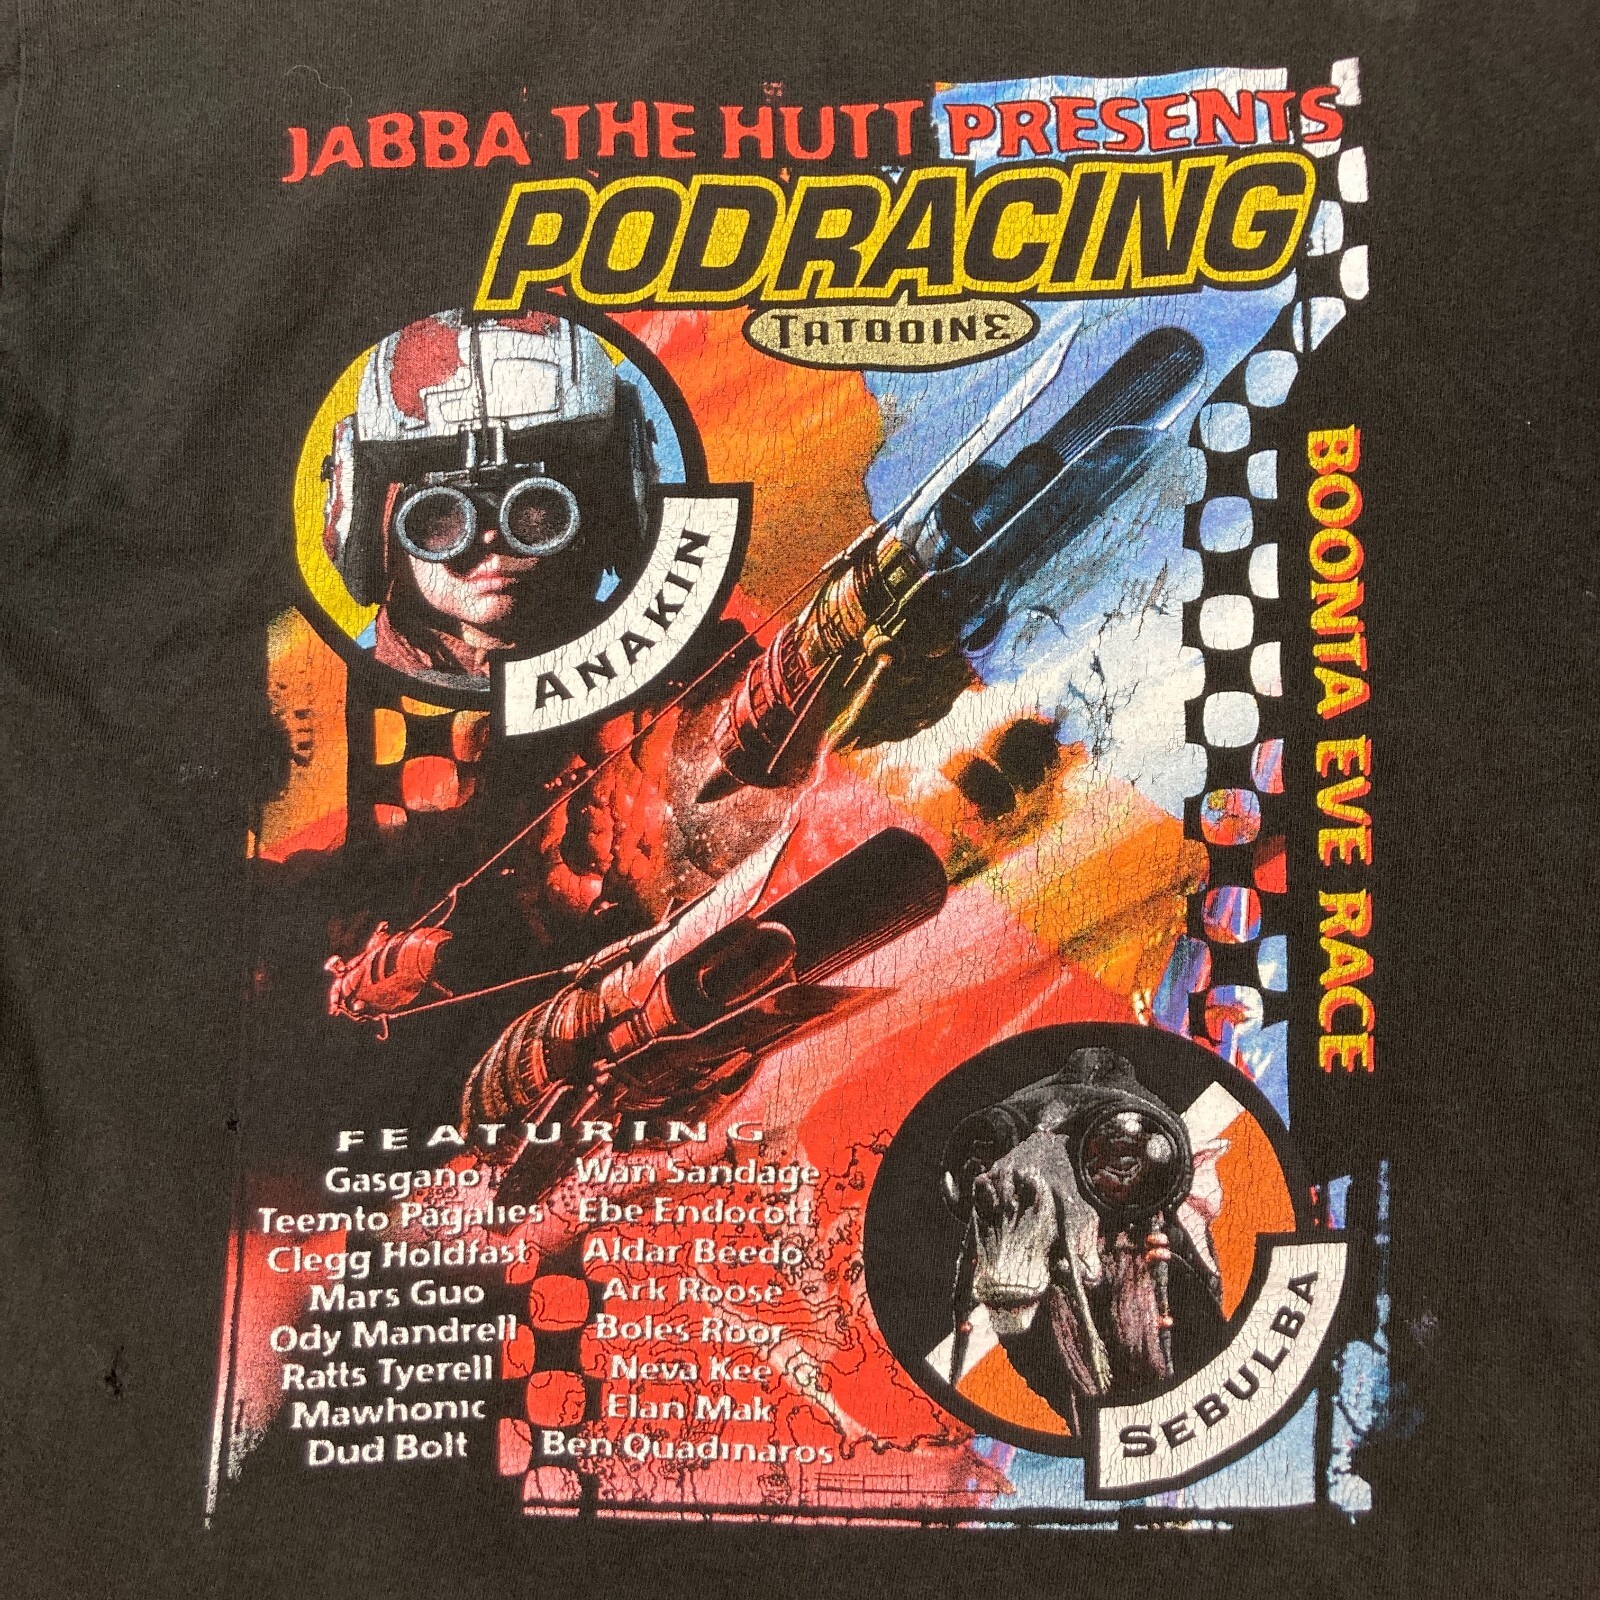 JABBA THE HUTT PRESENTS
PODRACING
TATOOINE
ANAKIN
BOONTA EVE RACE
FEATURING
Gasgano
Teemto Pagalies
Clegg Holdfast
Mars Guo
Ody Mandrell
Ratts Tyerell
Mawhonic
Dud Bolt
Wan Sandage
Ebe Endocott
Aldar Beedo
Ark Roose
Boles Roor
Neva Kee
Elan Mak
Ben Quadinaros
SEBULBA